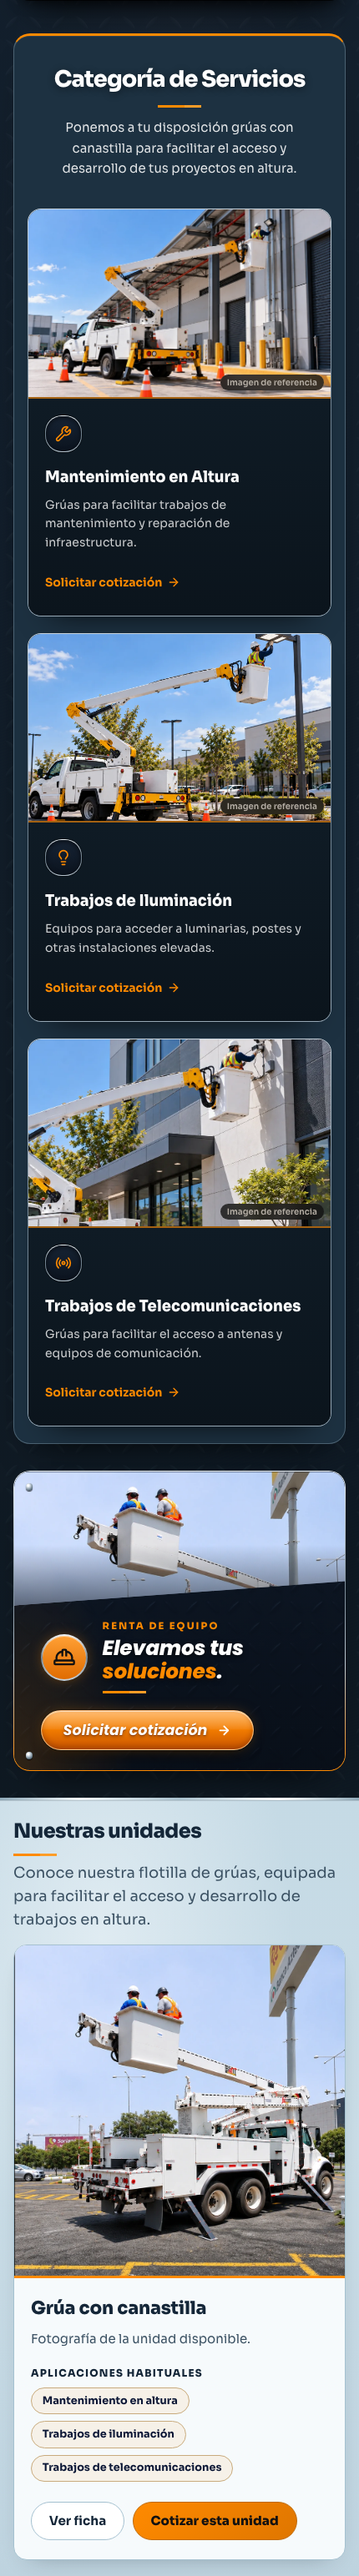 Categoría de Servicios
Ponemos a tu disposición grúas con
canastilla para facilitar el acceso y
desarrollo de tus proyectos en altura.
Imagen de referencia
Mantenimiento en Altura
Grúas para facilitar trabajos de
mantenimiento y reparación de
infraestructura.
Solicitar cotización →
Imagen de referencia
Trabajos de Iluminación
Equipos para acceder a luminarias, postes y
otras instalaciones elevadas.
Solicitar cotización →
Imagen de referencia
Trabajos de Telecomunicaciones
Grúas para facilitar el acceso a antenas y
equipos de comunicación.
Solicitar cotización →
RENTA DE EQUIPO
Elevamos tus
soluciones.
Solicitar cotización →
Nuestras unidades
Conoce nuestra flotilla de grúas, equipada
para facilitar el acceso y desarrollo de
trabajos en altura.
Grúa con canastilla
Fotografía de la unidad disponible.
APLICACIONES HABITUALES
Mantenimiento en altura
Trabajos de iluminación
Trabajos de telecomunicaciones
Ver ficha
Cotizar esta unidad